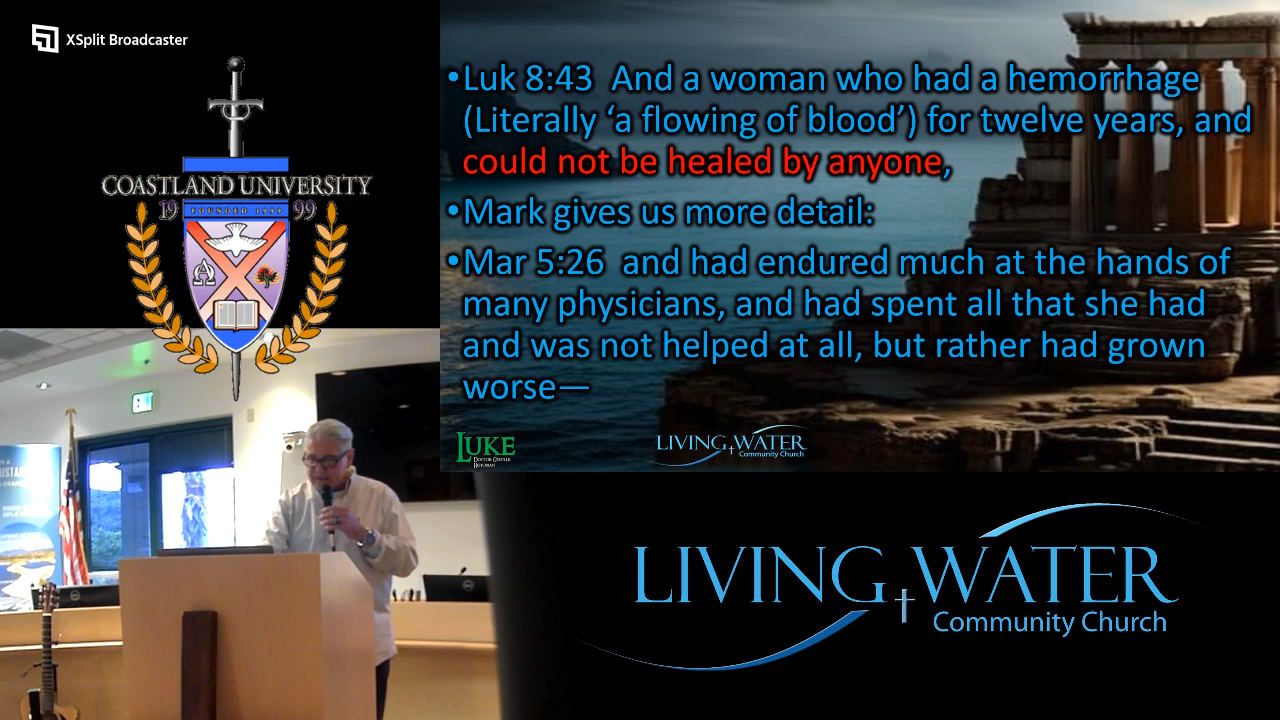 XSplit Broadcaster
COASTLAND UNIVERSITY
19 FOUNDED 1999 99
•Luk 8:43 And a woman who had a hemorrhage
(Literally ‘a flowing of blood’) for twelve years, and
could not be healed by anyone,
•Mark gives us more detail:
•Mar 5:26 and had endured much at the hands of
many physicians, and had spent all that she had
and was not helped at all, but rather had grown
worse—
LUKE
LIVING WATER
Community Church
LIVING WATER
Community Church